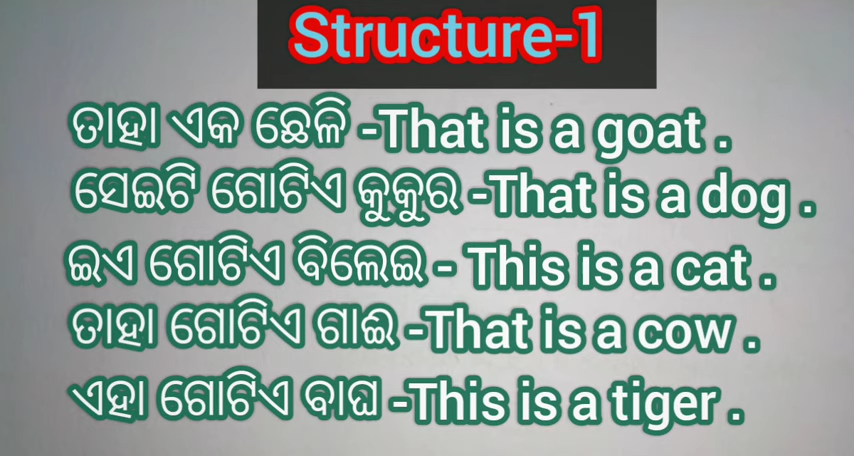 Structure-1
ତାହା ଏକ ଛେଳି -That is a goat .
ସେଇଟି ଗୋଟିଏ କୁକୁର -That is a dog .
ଇଏ ଗୋଟିଏ ବିଲେଇ - This is a cat .
ତାହା ଗୋଟିଏ ଗାଈ -That is a cow .
ଏହା ଗୋଟିଏ ବାଘ -This is a tiger .